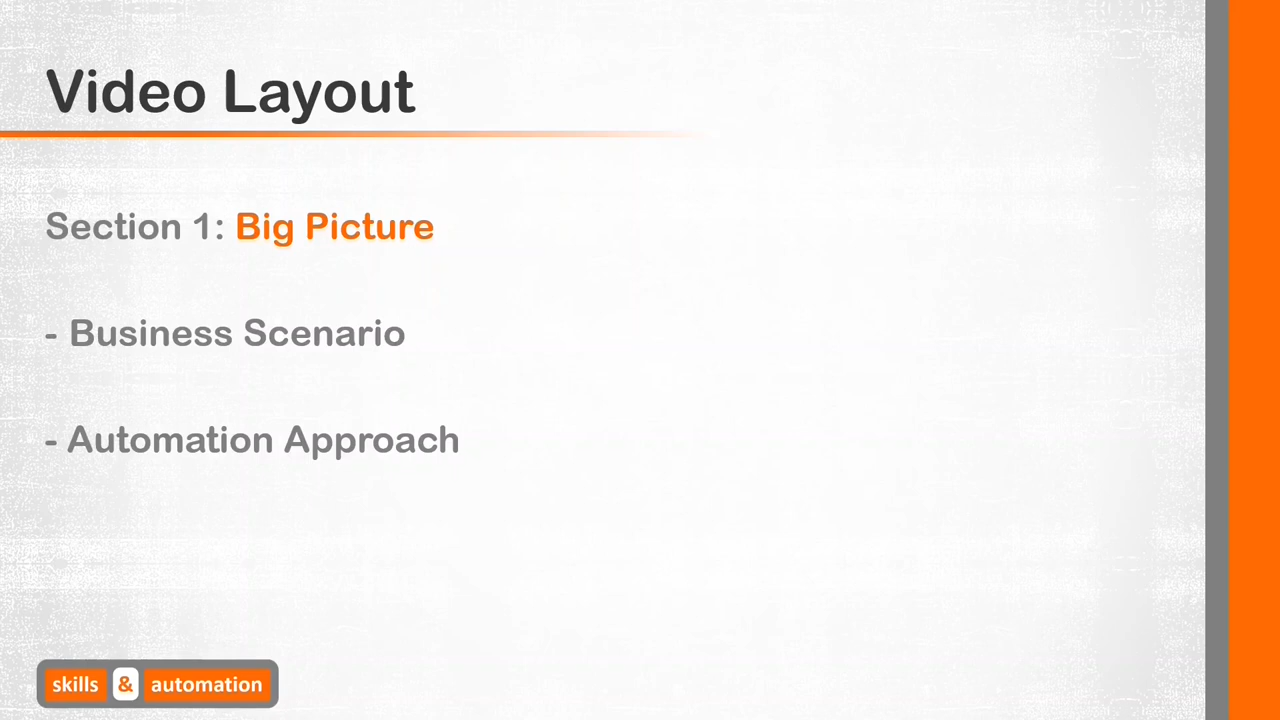 Video Layout
Section 1: Big Picture
- Business Scenario
- Automation Approach
skills & automation